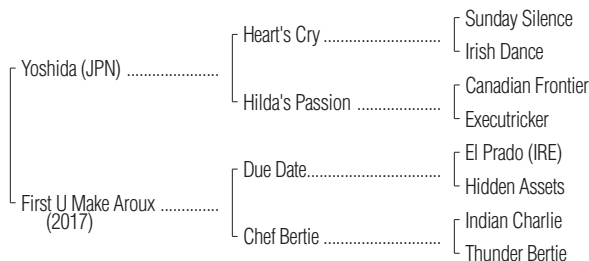 Sunday Silence
Heart's Cry
Irish Dance
Yoshida (JPN)
Canadian Frontier
Hilda's Passion
Executricker
El Prado (IRE)
Due Date
Hidden Assets
First U Make Aroux
(2017)
Indian Charlie
Chef Bertie
Thunder Bertie